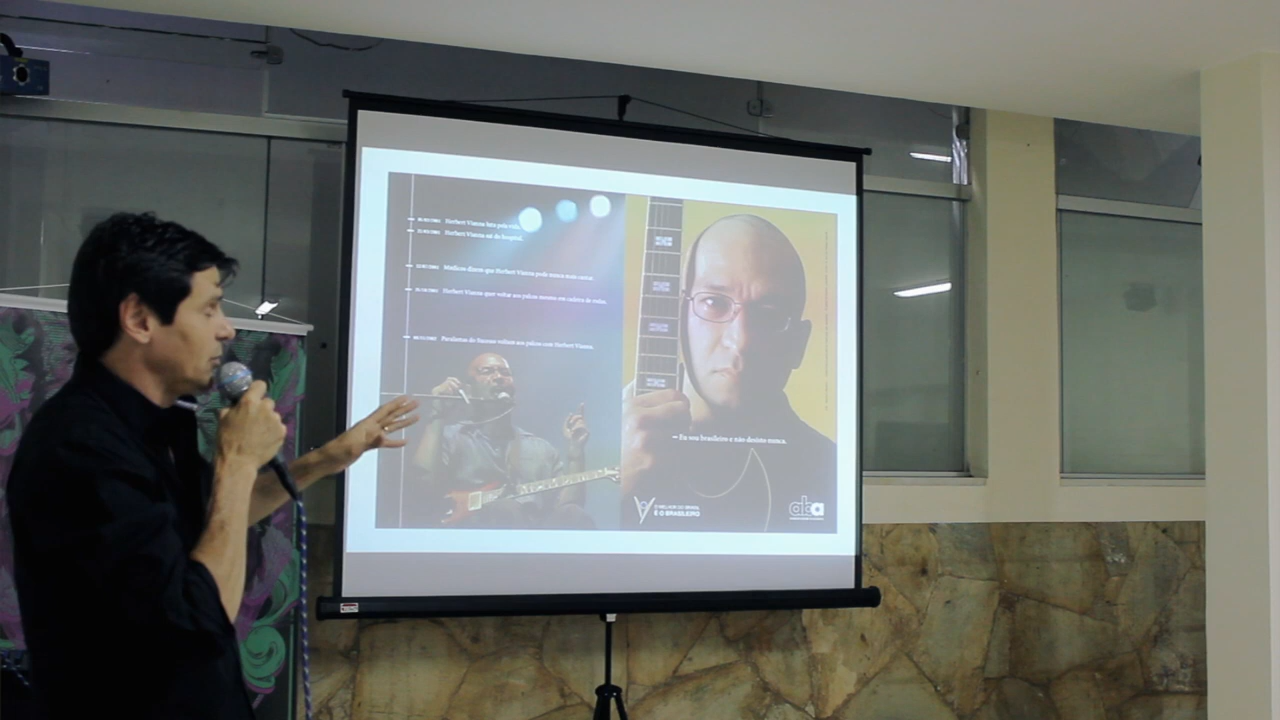 Herbert Vianna luta pela vida.
Herbert Vianna sai do hospital.
Médicos dizem que Herbert Vianna pode nunca mais cantar.
Herbert Vianna quer voltar aos palcos mesmo em cadeira de rodas.
Paralamas do Sucesso voltam aos palcos com Herbert Vianna.
– Eu sou brasileiro e não desisto nunca.
O MELHOR DO BRASIL
É O BRASILEIRO
aba